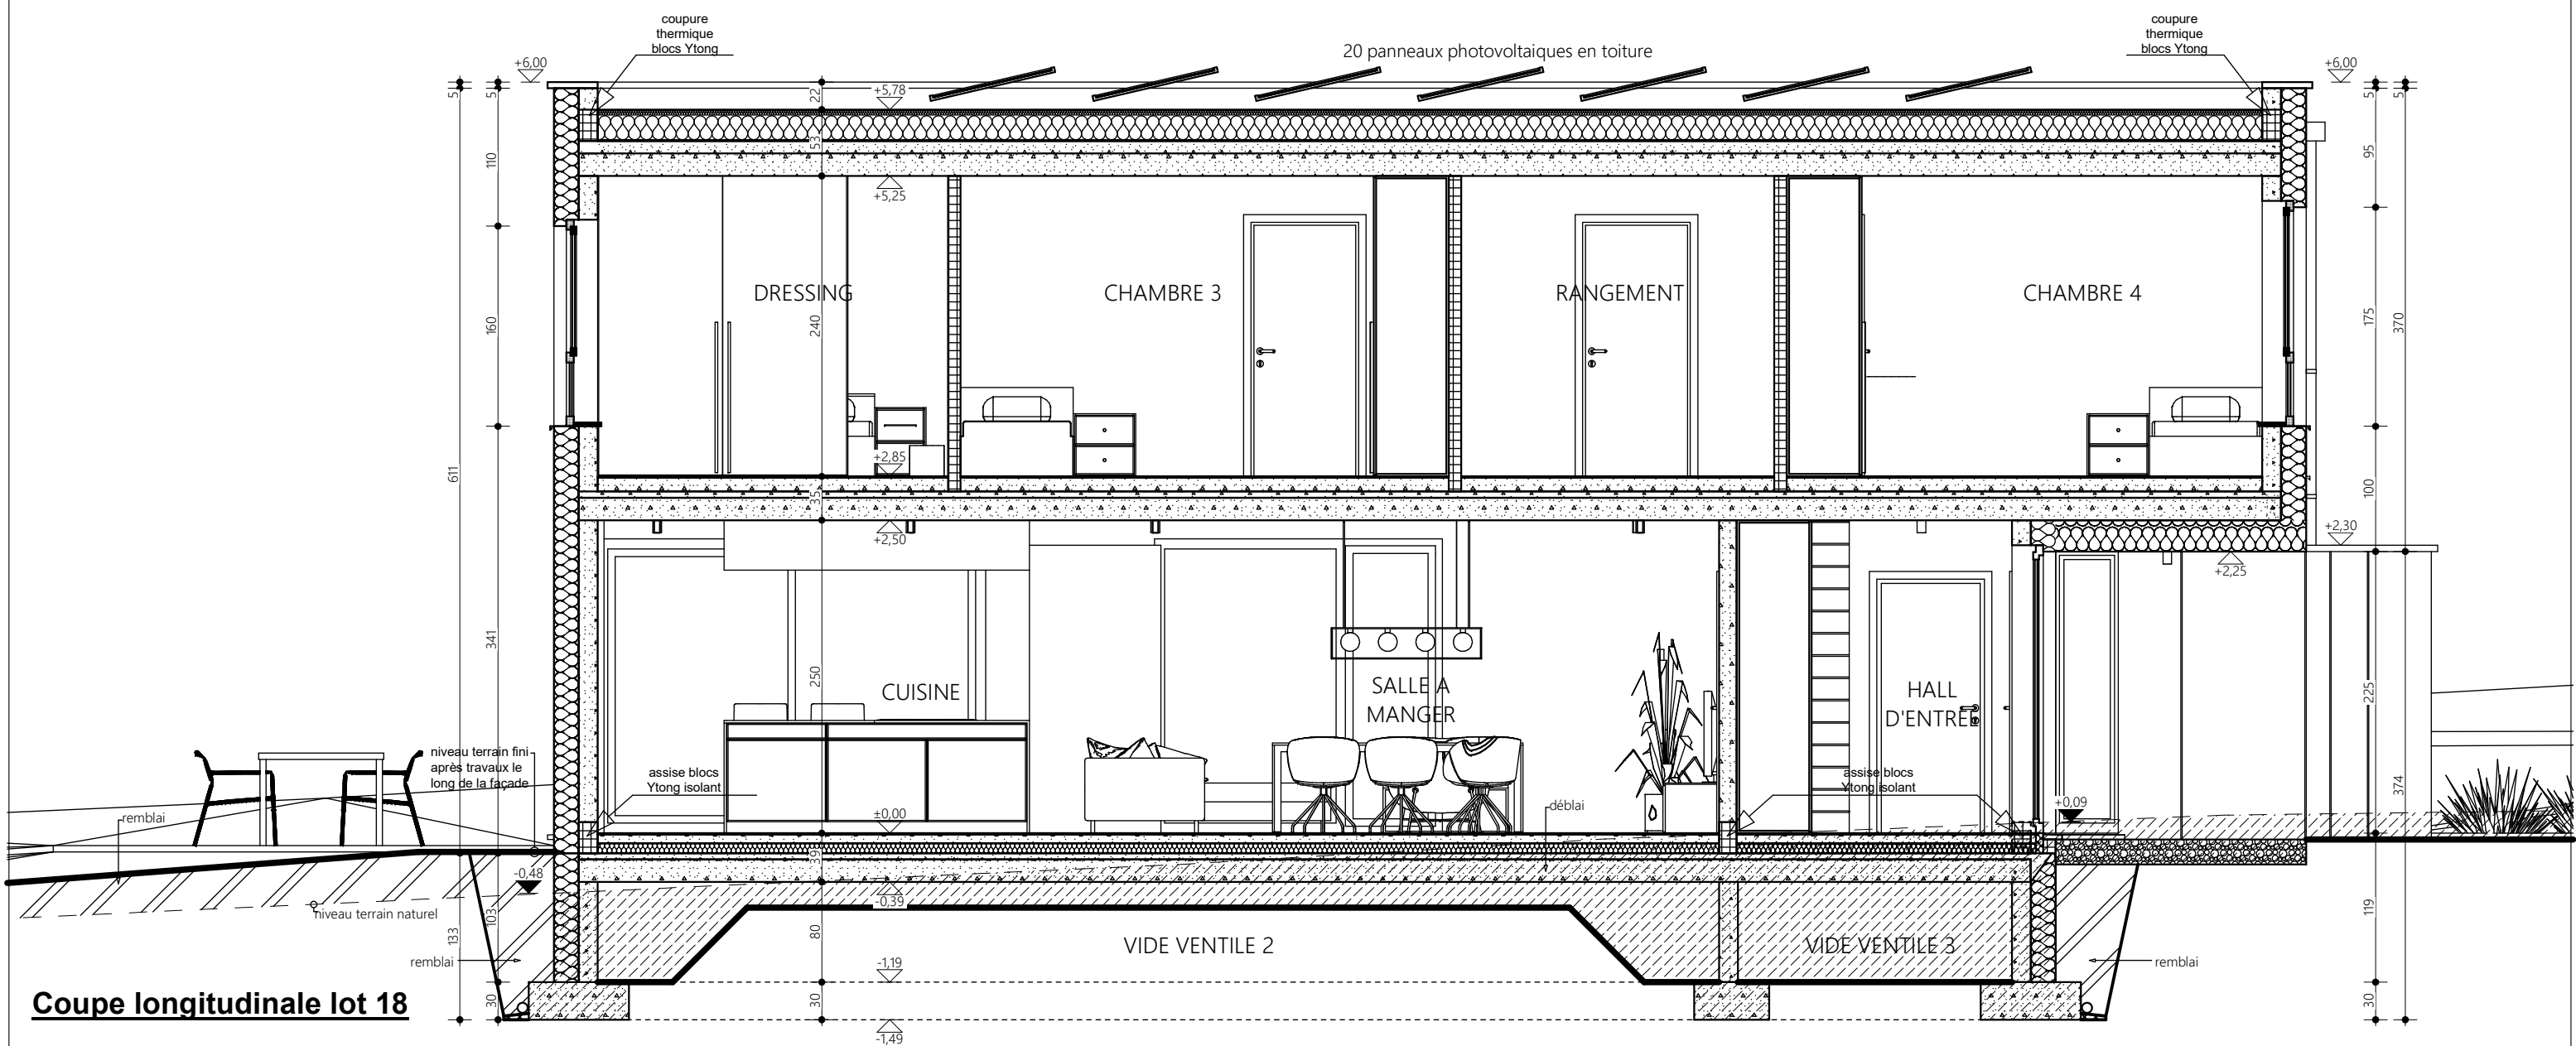 coupure
thermique
blocs Ytong
20 panneaux photovoltaiques en toiture
coupure
thermique
blocs Ytong
+6,00
+6,00
5
5
22
+5,78
5
5
110
53
95
+5,25
DRESSING
CHAMBRE 3
RANGEMENT
CHAMBRE 4
160
240
175
370
611
+2,85
35
100
+2,50
+2,30
+2,25
341
250
CUISINE
SALLE A
MANGER
HALL
D'ENTREE
225
niveau terrain fini
après travaux le
long de la façade
assise blocs
Ytong isolant
assise blocs
Ytong isolant
374
remblai
±0,00
déblai
+0,09
39
-0,48
-0,39
niveau terrain naturel
103
133
80
119
VIDE VENTILE 2
VIDE VENTILE 3
remblai
remblai
-1,19
Coupe longitudinale lot 18
30
30
30
-1,49